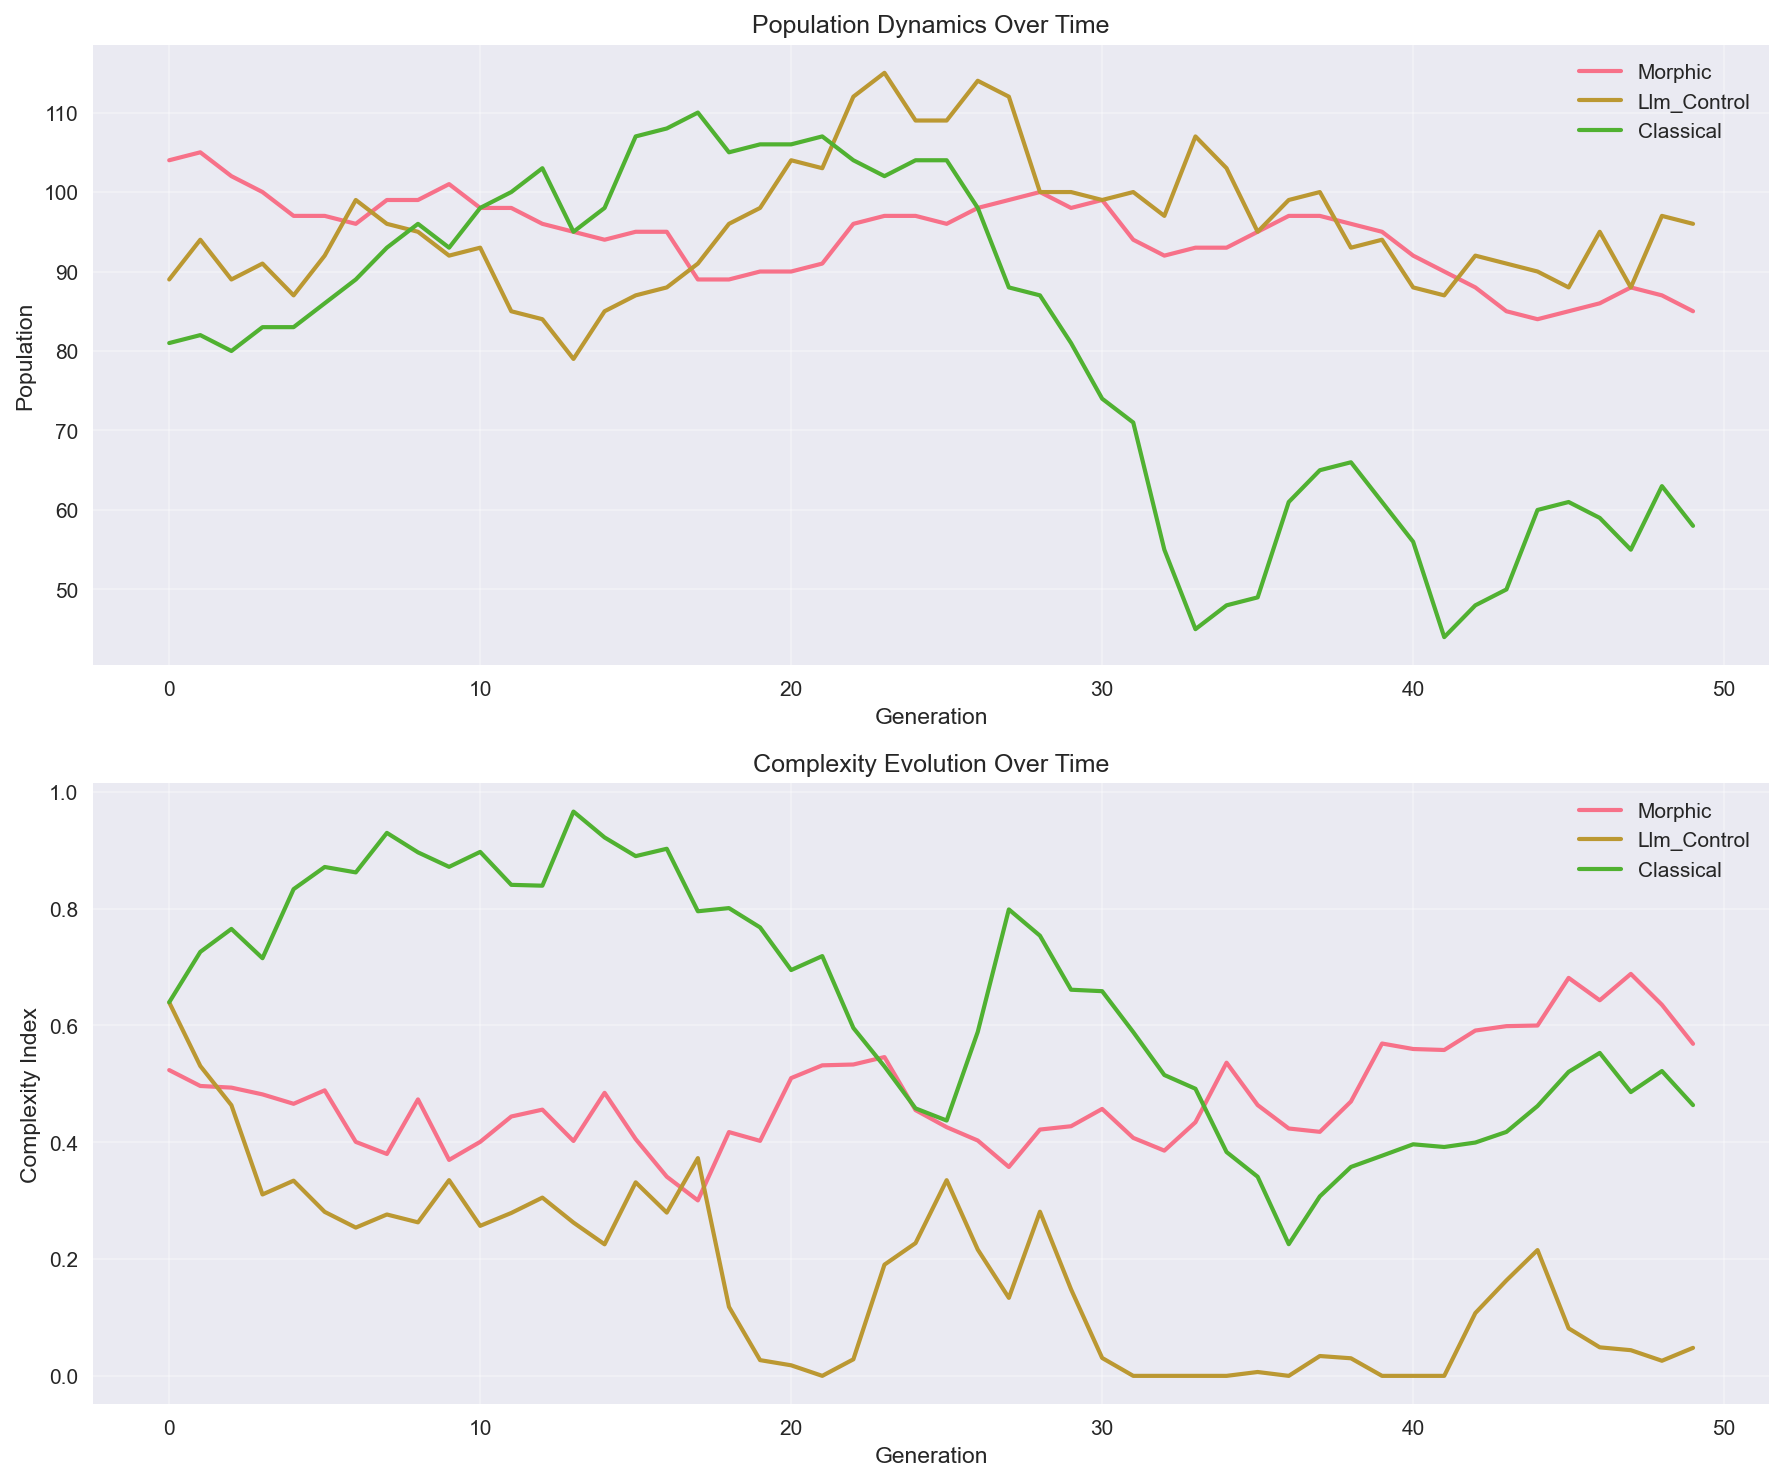 Population Dynamics Over Time
Morphic
Llm_Control
Classical
110
100
90
80
70
60
50
Population
0 10 20 30 40 50
Generation
Complexity Evolution Over Time
Morphic
Llm_Control
Classical
1.0
0.8
0.6
0.4
0.2
0.0
Complexity Index
0 10 20 30 40 50
Generation